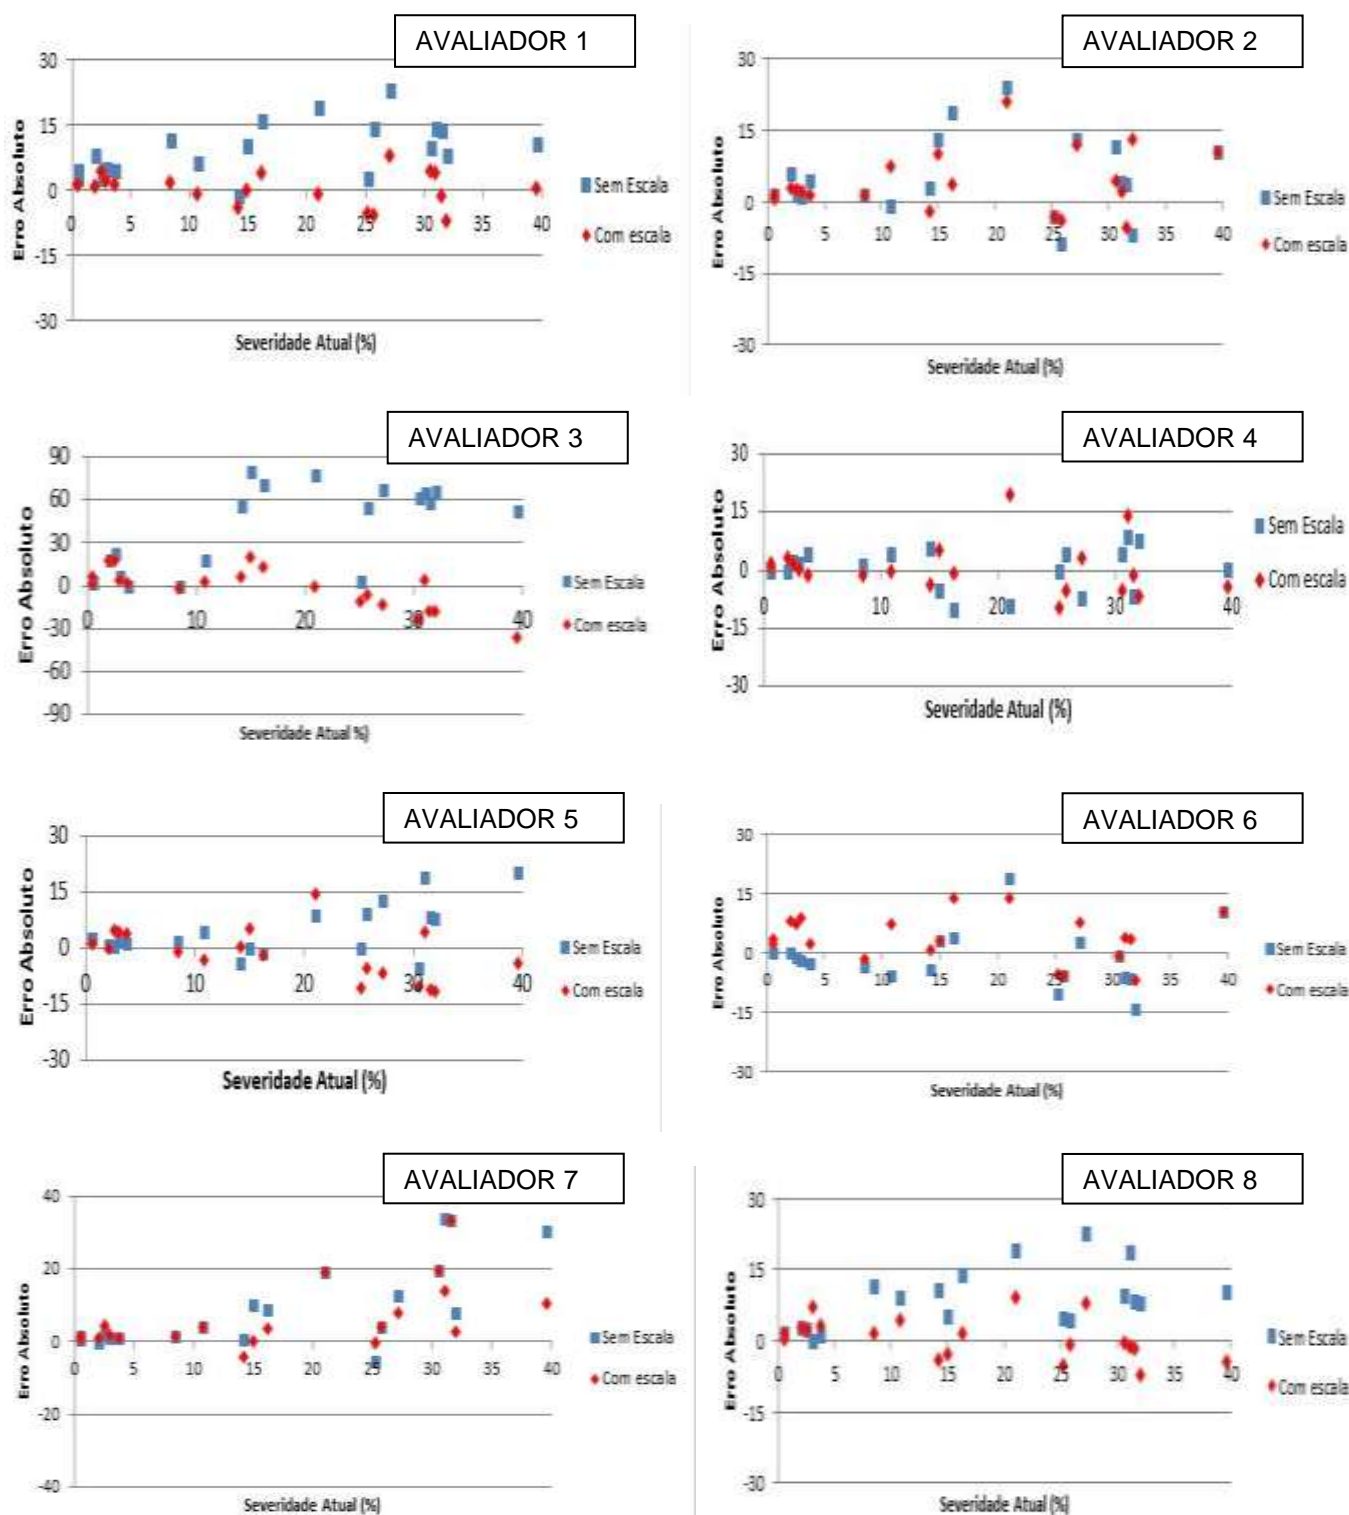 AVALIADOR 1
30
15
0
-15
-30
0 5 10 15 20 25 30 35 40
Erro Absoluto
Severidade Atual (%)
Sem Escala
Com escala
AVALIADOR 2
30
15
0
-15
-30
0 5 10 15 20 25 30 35 40
Erro Absoluto
Severidade Atual (%)
Sem Escala
Com escala
AVALIADOR 3
90
60
30
0
-30
-60
-90
0 10 20 30 40
Erro Absoluto
Severidade Atual %)
Sem Escala
Com escala
AVALIADOR 4
30
15
0
-15
-30
0 10 20 30 40
Erro Absoluto
Severidade Atual (%)
Sem Escala
Com escala
AVALIADOR 5
30
15
0
-15
-30
0 10 20 30 40
Erro Absoluto
Severidade Atual (%)
Sem Escala
Com escala
AVALIADOR 6
30
15
0
-15
-30
0 5 10 15 20 25 30 35 40
Erro Absoluto
Severidade Atual (%)
Sem Escala
Com escala
AVALIADOR 7
40
20
0
-20
-40
0 5 10 15 20 25 30 35 40
Erro Absoluto
Severidade Atual (%)
Sem Escala
Com escala
AVALIADOR 8
30
15
0
-15
-30
0 5 10 15 20 25 30 35 40
Erro Absoluto
Severidade Atual (%)
Sem Escala
Com escala